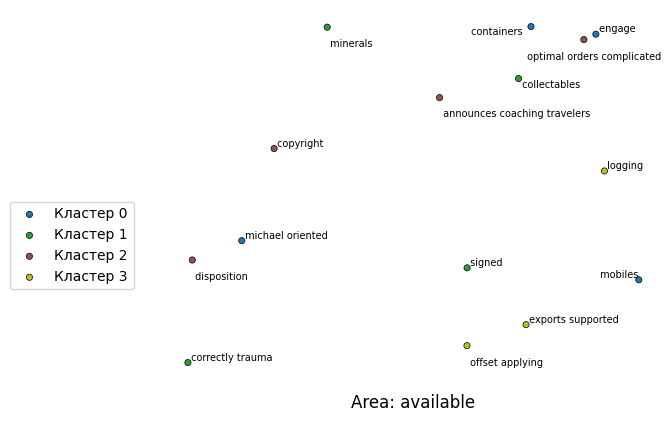 containers
engage
minerals
optimal orders complicated
collectables
announces coaching travelers
copyright
logging
Кластер 0
Кластер 1
Кластер 2
Кластер 3
michael oriented
signed
disposition
mobiles
exports supported
correctly trauma
offset applying
Area: available